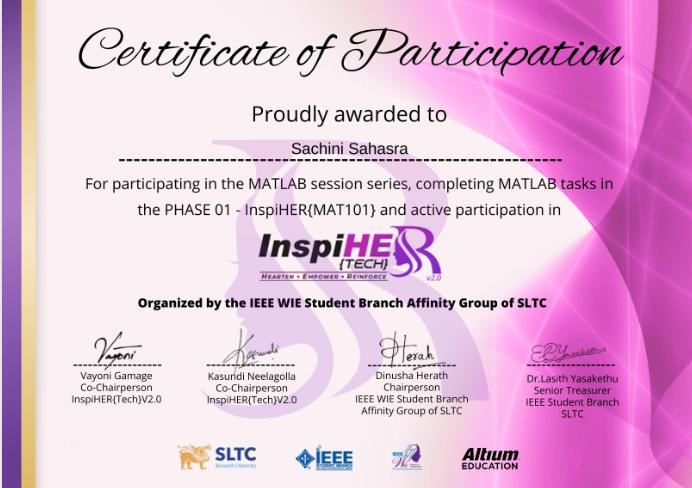 Certificate of Participation
Proudly awarded to
Sachini Sahasra
For participating in the MATLAB session series, completing MATLAB tasks in
the PHASE 01 - InspiHER{MAT101} and active participation in
InspiHER
{TECH}
HEARTEN • EMPOWER • REINFORCE
v2.0
Organized by the IEEE WIE Student Branch Affinity Group of SLTC
Vayoni Gamage
Co-Chairperson
InspiHER{Tech}V2.0
Kasundi Neelagolla
Co-Chairperson
InspiHER{Tech}V2.0
Dinusha Herath
Chairperson
IEEE WIE Student Branch
Affinity Group of SLTC
Dr.Lasith Yasakethu
Senior Treasurer
IEEE Student Branch
SLTC
SLTC
Research University
IEEE
STUDENT BRANCH
IEEE
WIE
Altium
EDUCATION